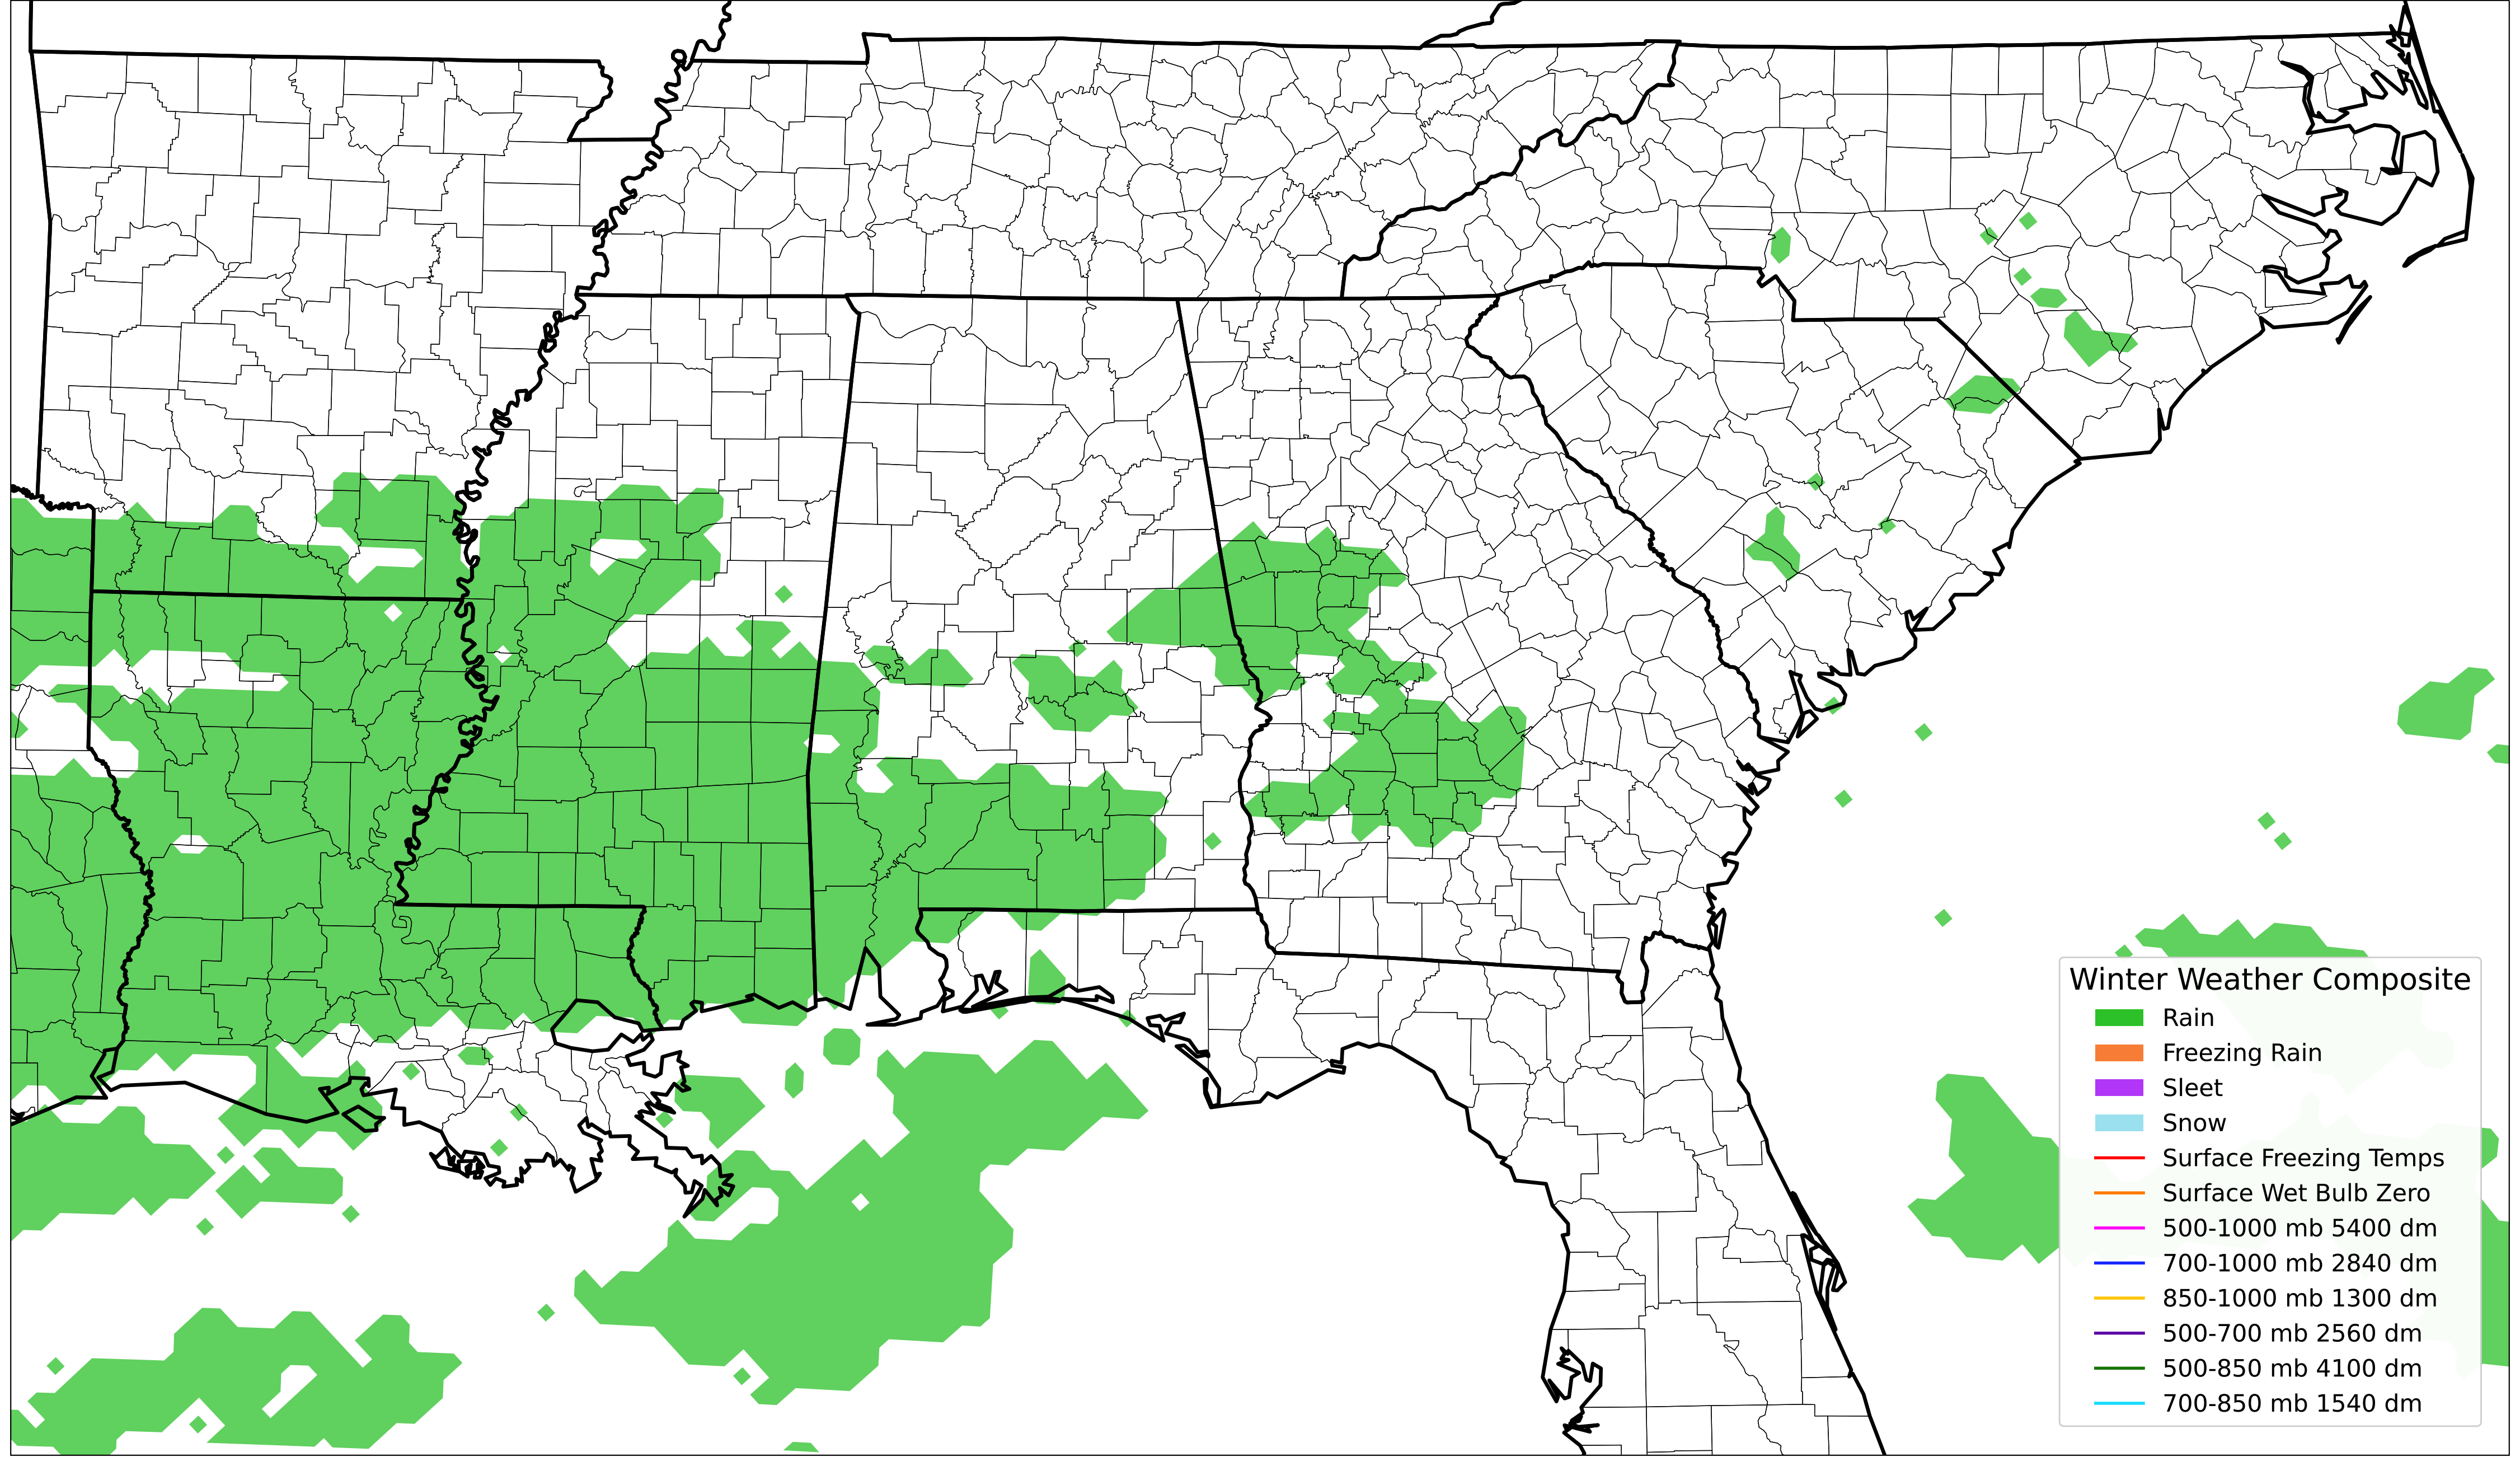 Winter Weather Composite
Rain
Freezing Rain
Sleet
Snow
Surface Freezing Temps
Surface Wet Bulb Zero
500-1000 mb 5400 dm
700-1000 mb 2840 dm
850-1000 mb 1300 dm
500-700 mb 2560 dm
500-850 mb 4100 dm
700-850 mb 1540 dm